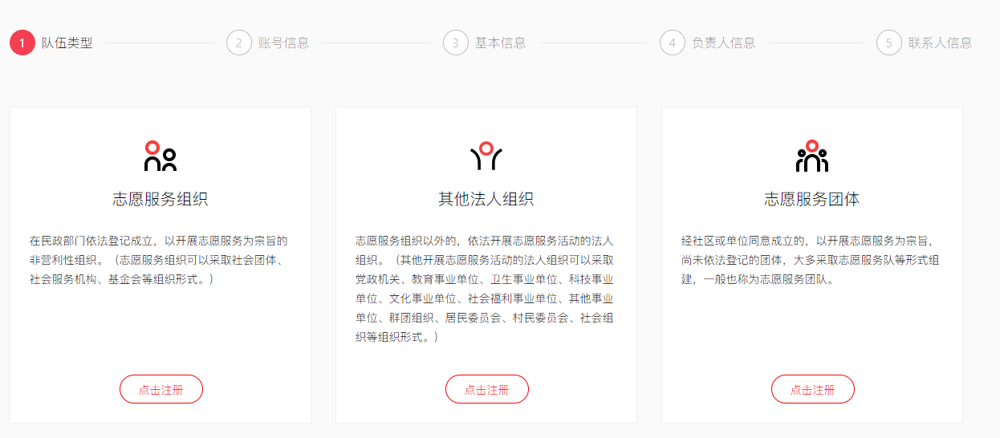 1 队伍类型 2 账号信息 3 基本信息 4 负责人信息 5 联系人信息
志愿服务组织
在民政部门依法登记成立，以开展志愿服务为宗旨的
非营利性组织。（志愿服务组织可以采取社会团体、
社会服务机构、基金会等组织形式。）
点击注册
其他法人组织
志愿服务组织以外的，依法开展志愿服务活动的法人
组织。（其他开展志愿服务活动的法人组织可以采取
党政机关、教育事业单位、卫生事业单位、科技事业
单位、文化事业单位、社会福利事业单位、其他事业
单位、群团组织、居民委员会、村民委员会、社会组
织等组织形式。）
点击注册
志愿服务团体
经社区或单位同意成立的，以开展志愿服务为宗旨，
尚未依法登记的团体，大多采取志愿服务队等形式组
建，一般也称为志愿服务团队。
点击注册